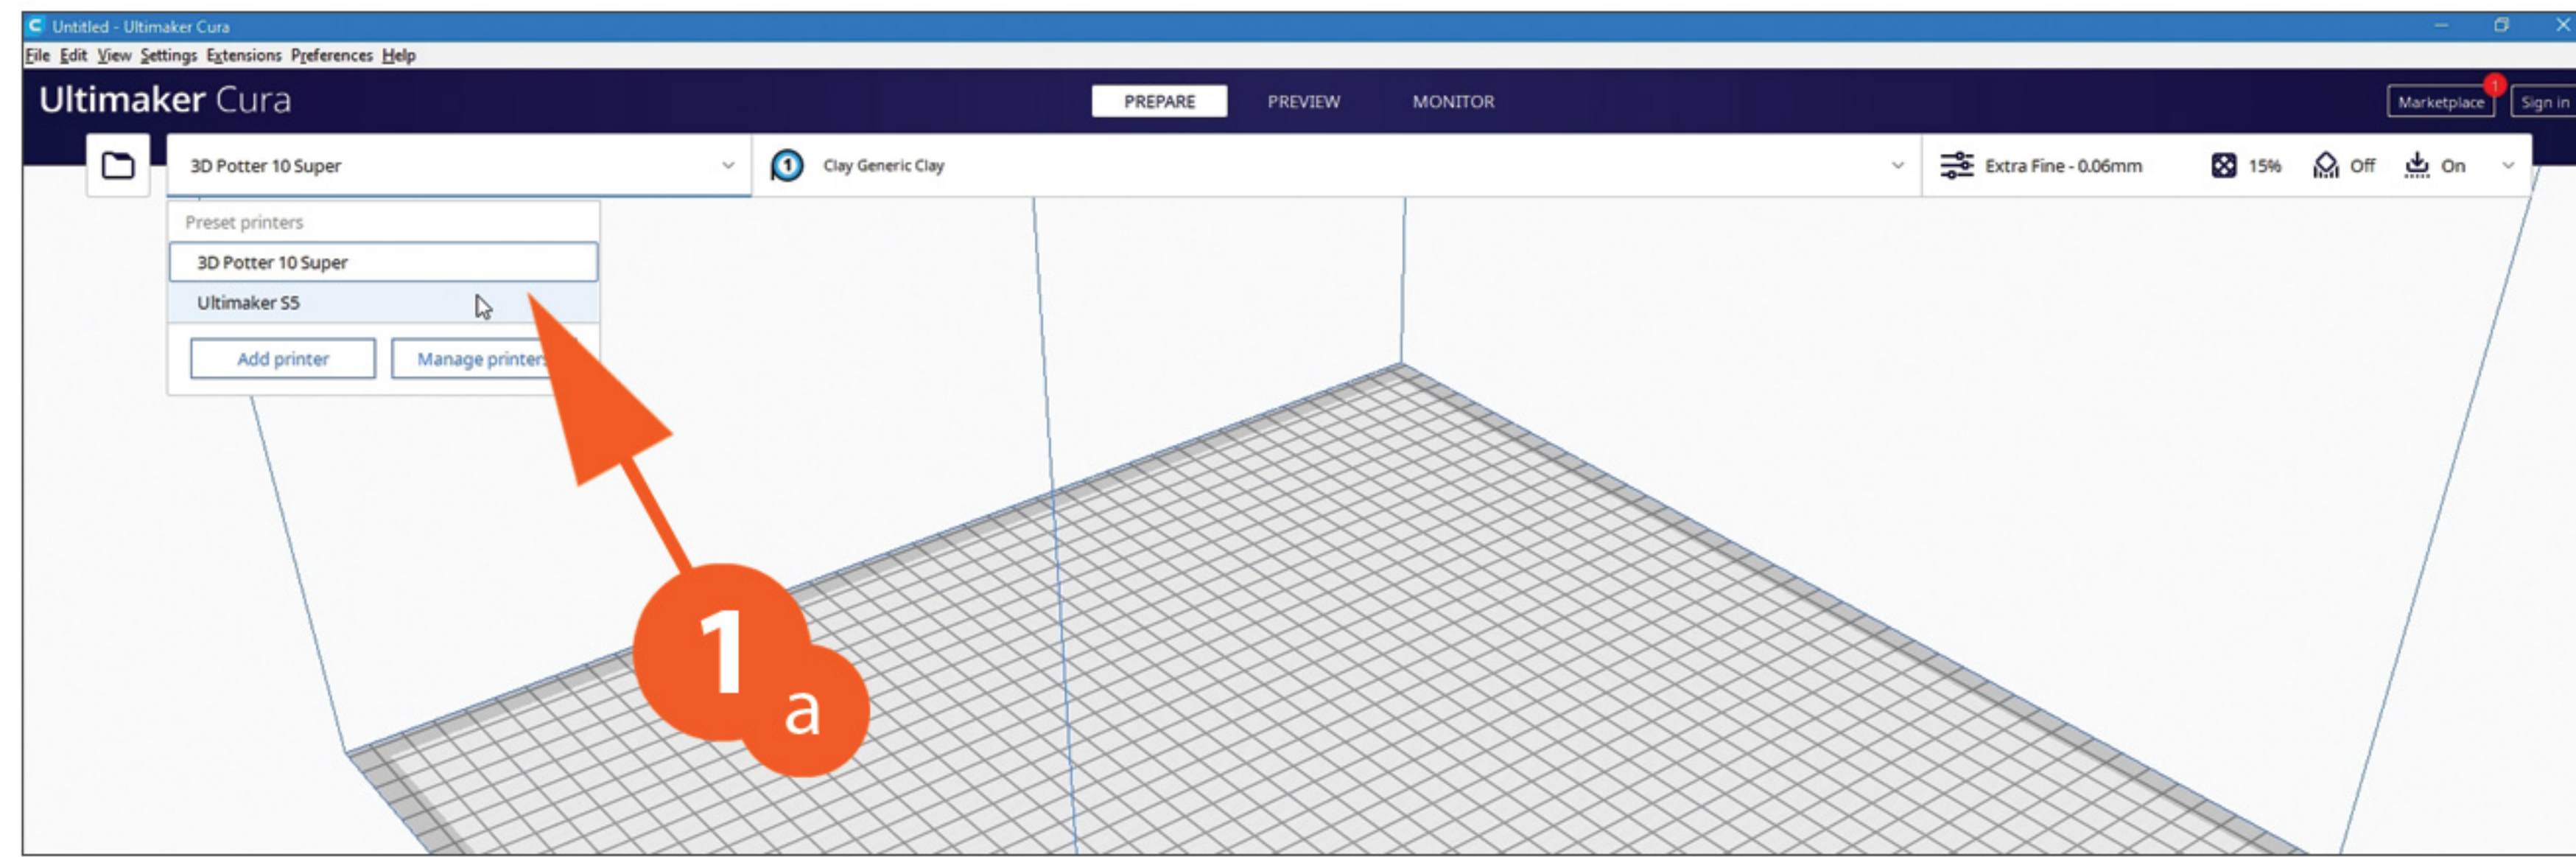 Untitled - Ultimaker Cura
File Edit View Settings Extensions Preferences Help
Ultimaker Cura
PREPARE PREVIEW MONITOR
Marketplace 1 Sign in
3D Potter 10 Super
1 Clay Generic Clay
Extra Fine - 0.06mm 15% Off On
Preset printers
3D Potter 10 Super
Ultimaker S5
Add printer Manage printers
1
a